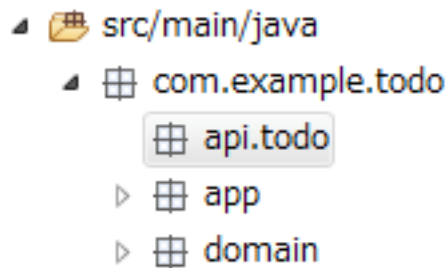 src/main/java
com.example.todo
api.todo
app
domain